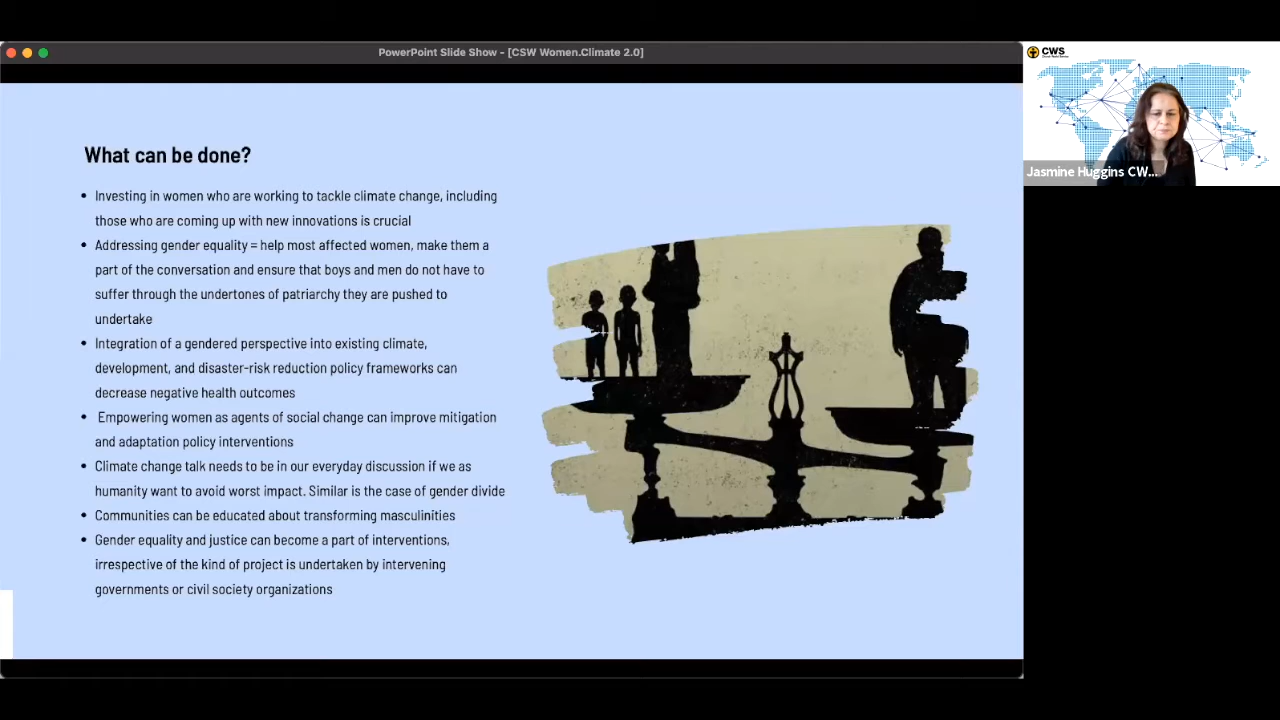 PowerPoint Slide Show - [CSW Women.Climate 2.0]
CWS
Jasmine Huggins CW...
What can be done?
• Investing in women who are working to tackle climate change, including
those who are coming up with new innovations is crucial
• Addressing gender equality = help most affected women, make them a
part of the conversation and ensure that boys and men do not have to
suffer through the undertones of patriarchy they are pushed to
undertake
• Integration of a gendered perspective into existing climate,
development, and disaster-risk reduction policy frameworks can
decrease negative health outcomes
• Empowering women as agents of social change can improve mitigation
and adaptation policy interventions
• Climate change talk needs to be in our everyday discussion if we as
humanity want to avoid worst impact. Similar is the case of gender divide
• Communities can be educated about transforming masculinities
• Gender equality and justice can become a part of interventions,
irrespective of the kind of project is undertaken by intervening
governments or civil society organizations